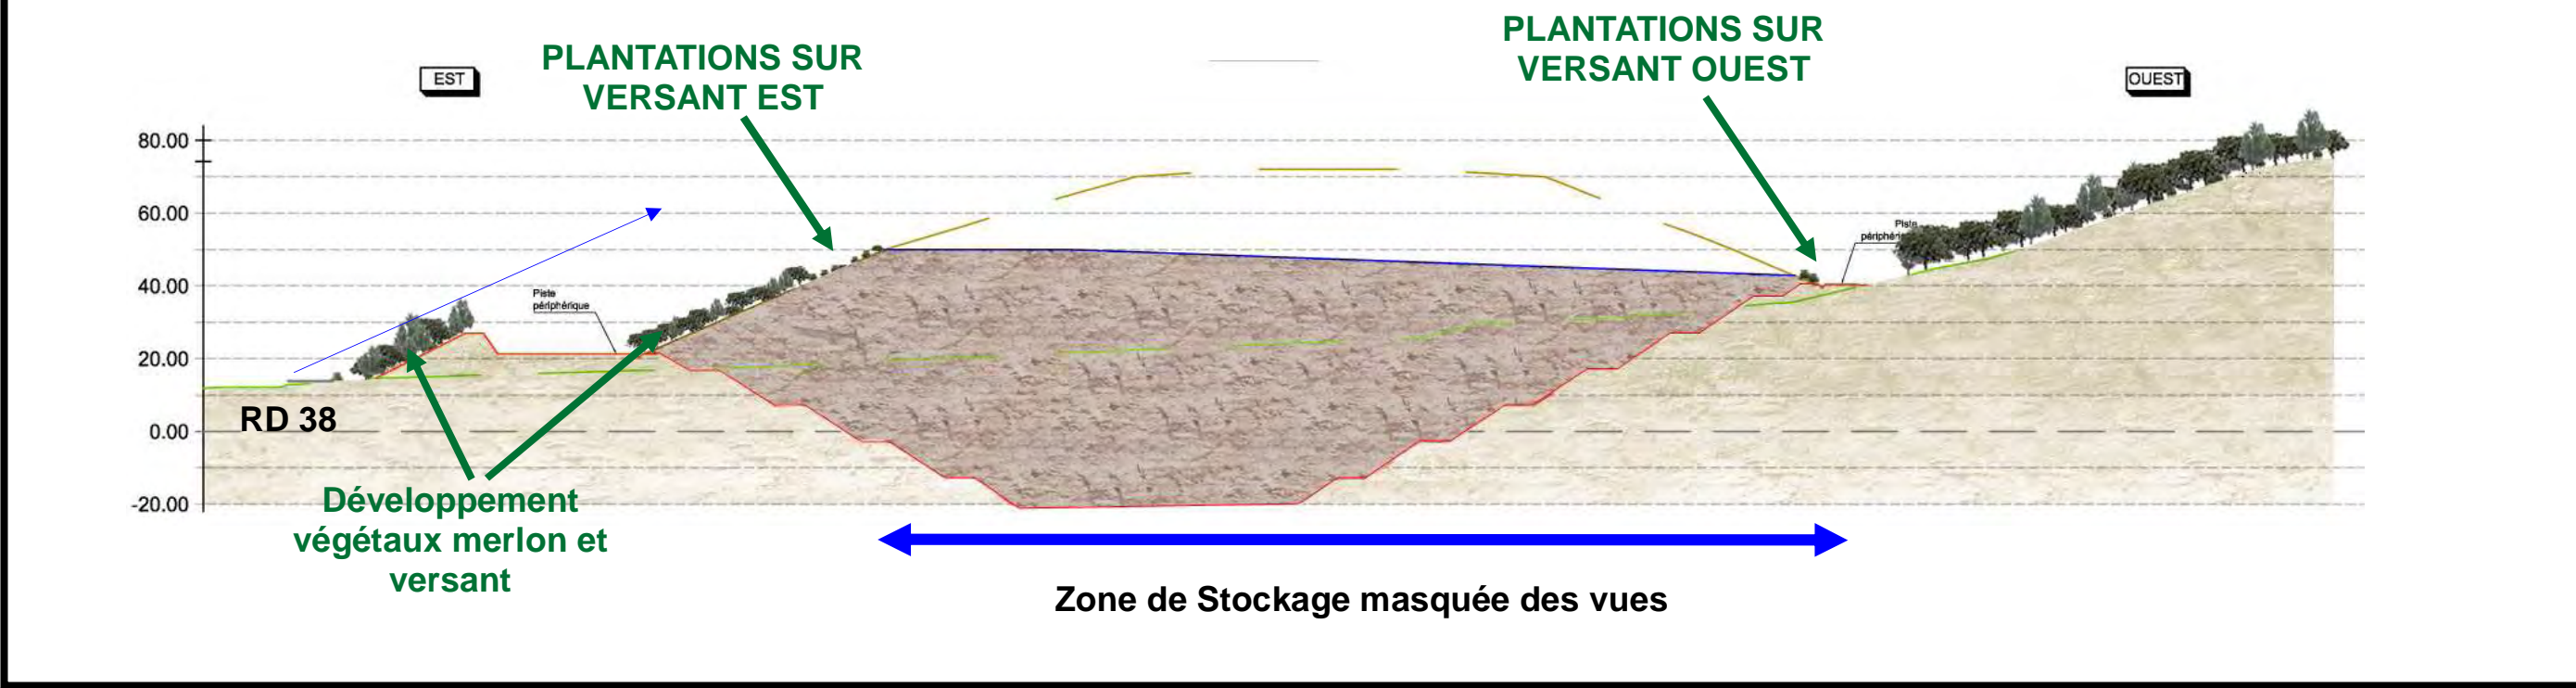 PLANTATIONS SUR
VERSANT EST
PLANTATIONS SUR
VERSANT OUEST
EST
OUEST
80.00
60.00
40.00
20.00
0.00
-20.00
Piste
périphérique
Piste
RD 38
Développement
végétaux merlon et
versant
Zone de Stockage masquée des vues